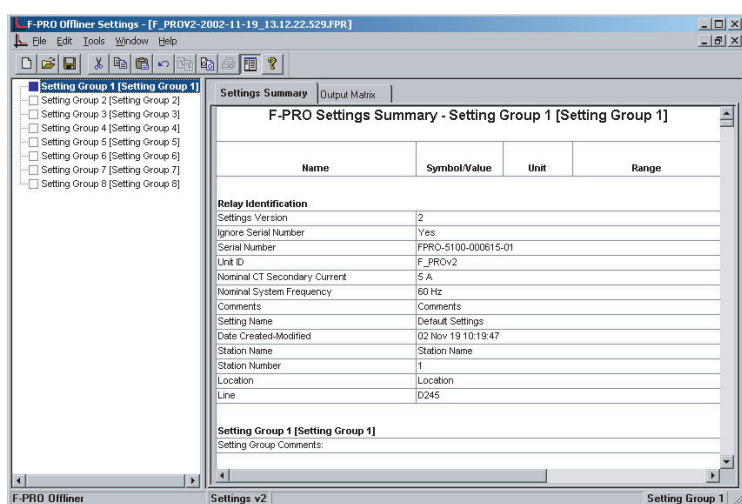 F-PRO Offliner Settings - [F_PROV2-2002-11-19_13.12.22.529.FPR]
File Edit Tools Window Help
Setting Group 1 [Setting Group 1]
Setting Group 2 [Setting Group 2]
Setting Group 3 [Setting Group 3]
Setting Group 4 [Setting Group 4]
Setting Group 5 [Setting Group 5]
Setting Group 6 [Setting Group 6]
Setting Group 7 [Setting Group 7]
Setting Group 8 [Setting Group 8]
Settings Summary Output Matrix
F-PRO Settings Summary - Setting Group 1 [Setting Group 1]
Name Symbol/Value Unit Range
Relay Identification
Settings Version 2
Ignore Serial Number Yes
Serial Number FPRO-5100-000615-01
Unit ID F_PROv2
Nominal CT Secondary Current 5 A
Nominal System Frequency 60 Hz
Comments Comments
Setting Name Default Settings
Date Created-Modified 02 Nov 19 10:19:47
Station Name Station Name
Station Number 1
Location Location
Line D245
Setting Group 1 [Setting Group 1]
Setting Group Comments:
F-PRO Offliner Settings v2 Setting Group 1